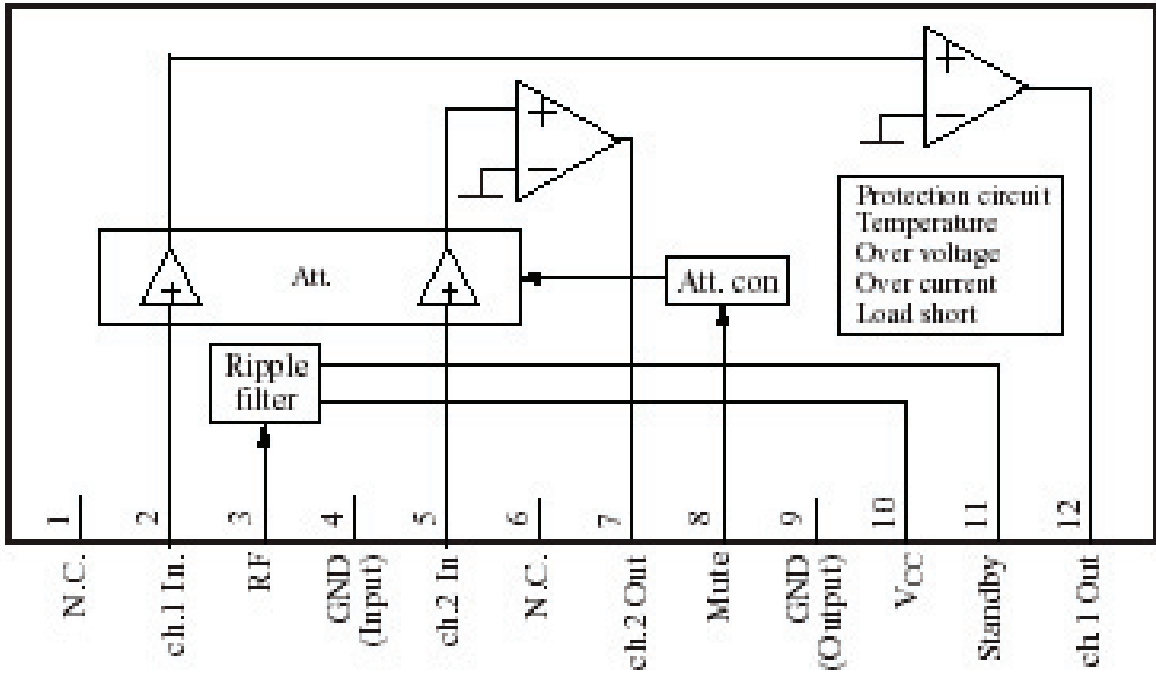 +
+
−
−
Protection circuit
Temperature
Over voltage
Over current
Load short
+
Att.
+
Att. con
Ripple
filter
1
2
3
4
5
6
7
8
9
10
11
12
N.C.
ch.1 In.
RF
GND
(Input)
ch.2 In
N.C.
ch.2 Out
Mute
GND
(Output)
VCC
Standby
ch.1 Out